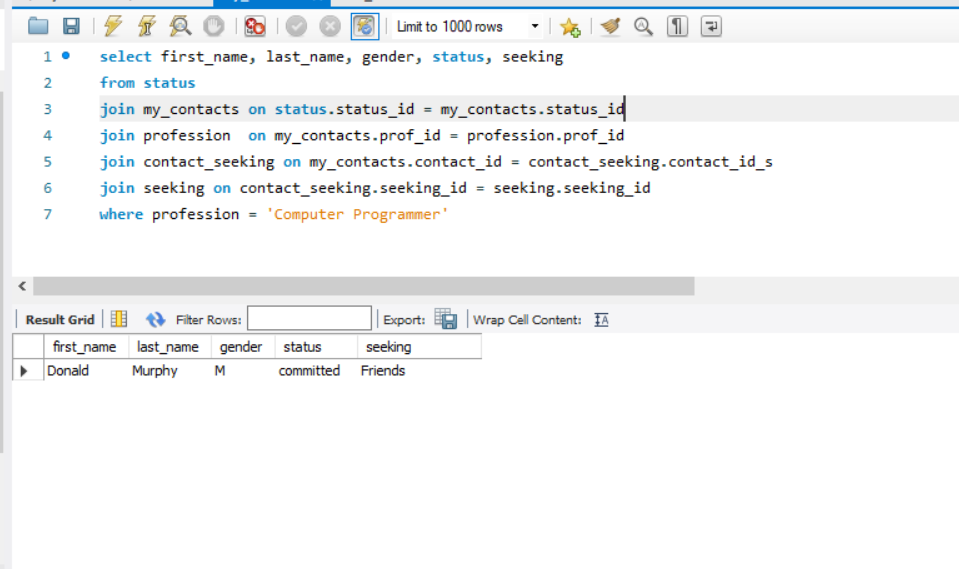 Limit to 1000 rows
1 select first_name, last_name, gender, status, seeking
2 from status
3 join my_contacts on status.status_id = my_contacts.status_id
4 join profession  on my_contacts.prof_id = profession.prof_id
5 join contact_seeking on my_contacts.contact_id = contact_seeking.contact_id_s
6 join seeking on contact_seeking.seeking_id = seeking.seeking_id
7 where profession = 'Computer Programmer'
Result Grid Filter Rows: Export: Wrap Cell Content: IA
first_name last_name gender status seeking
Donald Murphy M committed Friends